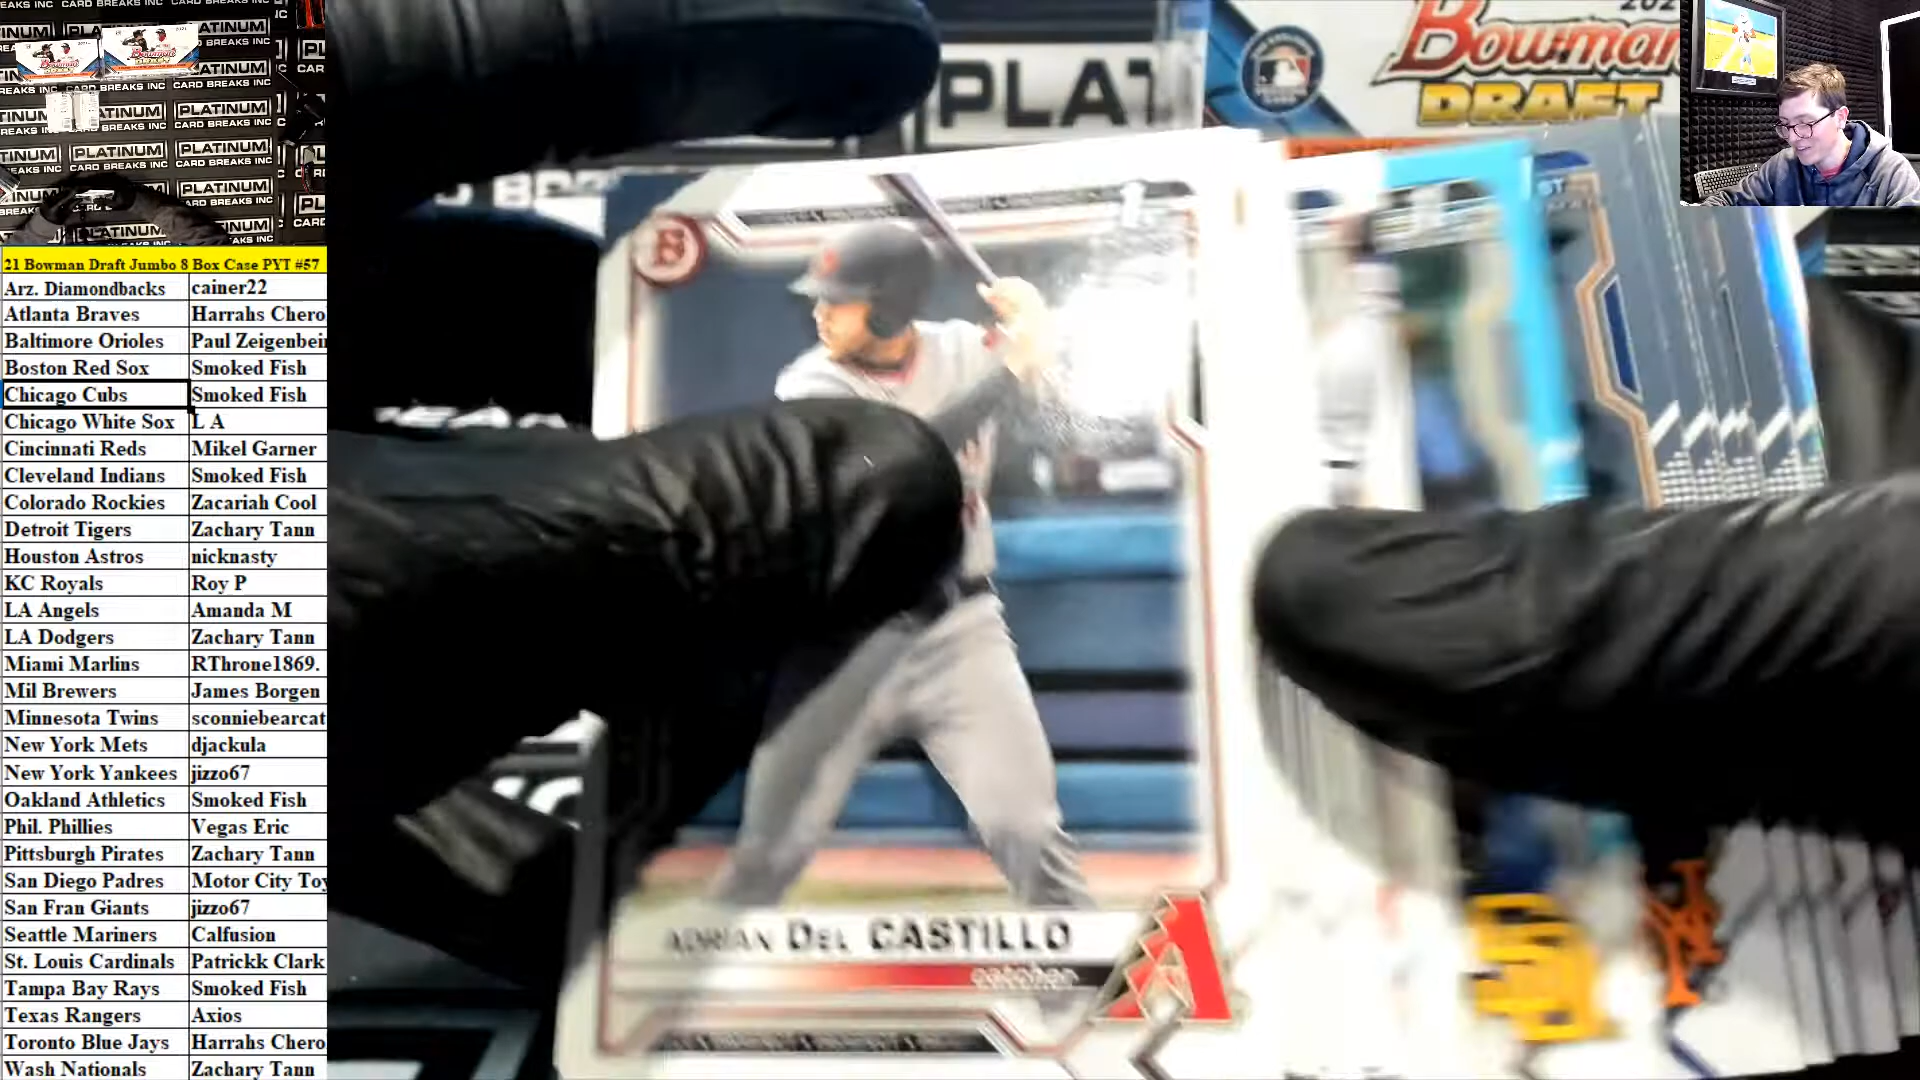 PLATINUM
CARD BREAKS INC
21 Bowman Draft Jumbo 8 Box Case PYT #57
Arz. Diamondbacks cainer22
Atlanta Braves Harrahs Chero
Baltimore Orioles Paul Zeigenbein
Boston Red Sox Smoked Fish
Chicago Cubs Smoked Fish
Chicago White Sox L A
Cincinnati Reds Mikel Garner
Cleveland Indians Smoked Fish
Colorado Rockies Zacariah Cool
Detroit Tigers Zachary Tann
Houston Astros nicknasty
KC Royals Roy P
LA Angels Amanda M
LA Dodgers Zachary Tann
Miami Marlins RThrone1869.
Mil Brewers James Borgen
Minnesota Twins sconniebearcat
New York Mets djackula
New York Yankees jizzo67
Oakland Athletics Smoked Fish
Phil. Phillies Vegas Eric
Pittsburgh Pirates Zachary Tann
San Diego Padres Motor City Toy
San Fran Giants jizzo67
Seattle Mariners Calfusion
St. Louis Cardinals Patrickk Clark
Tampa Bay Rays Smoked Fish
Texas Rangers Axios
Toronto Blue Jays Harrahs Chero
Wash Nationals Zachary Tann
PLAT
Bowman
DRAFT
ADRIAN DEL CASTILLO
catcher